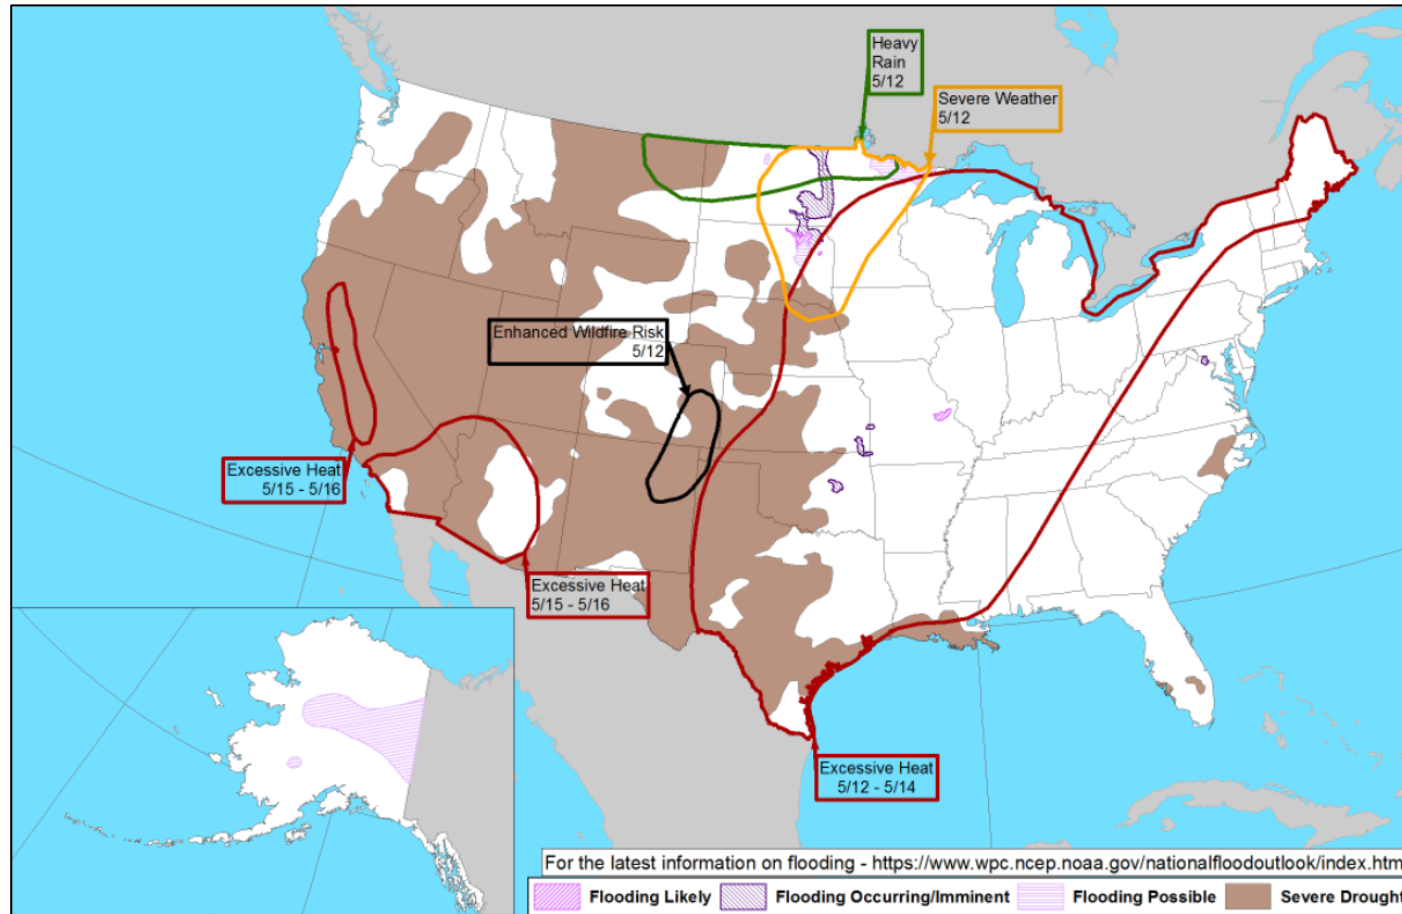 Heavy
Rain
5/12
Severe Weather
5/12
Enhanced Wildfire Risk
5/12
Excessive Heat
5/15 - 5/16
Excessive Heat
5/15 - 5/16
Excessive Heat
5/12 - 5/14
For the latest information on flooding - https://www.wpc.ncep.noaa.gov/nationalfloodoutlook/index.htm
Flooding Likely
Flooding Occurring/Imminent
Flooding Possible
Severe Drought